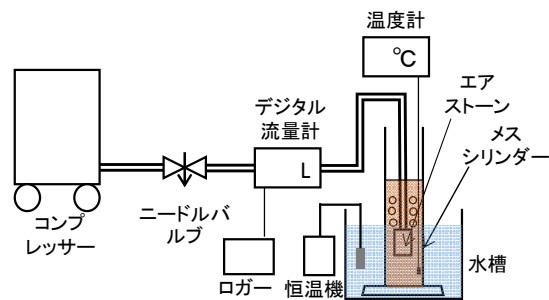 温度計
℃
エア
ストーン
デジタル
流量計
メス
シリンダー
L
ニードルバ
ルブ
コンプ
レッサー
ロガー
恒温機
水槽